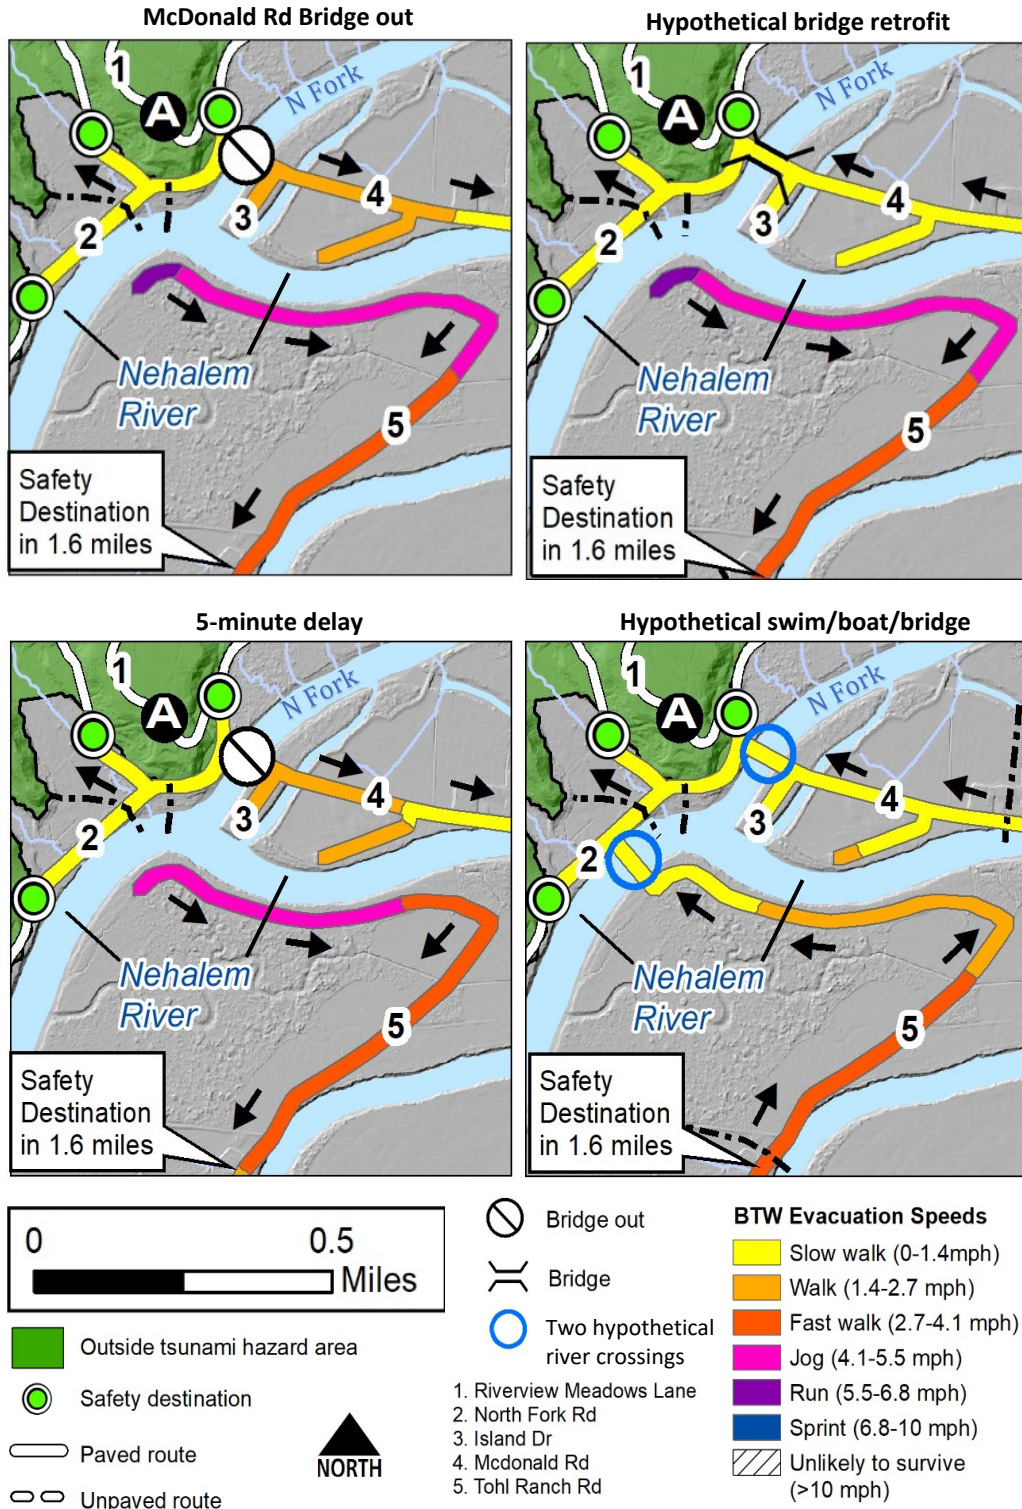 McDonald Rd Bridge out
1
A
N Fork
4
3
2
Nehalem
River
5
Safety
Destination
in 1.6 miles
Hypothetical bridge retrofit
1
A
N Fork
4
3
2
Nehalem
River
5
Safety
Destination
in 1.6 miles
5-minute delay
1
A
N Fork
4
3
2
Nehalem
River
5
Safety
Destination
in 1.6 miles
Hypothetical swim/boat/bridge
1
A
N Fork
4
3
2
Nehalem
River
5
Safety
Destination
in 1.6 miles
0 0.5
Miles
Outside tsunami hazard area
Safety destination
Paved route
Unpaved route
NORTH
Bridge out
Bridge
Two hypothetical
river crossings
1. Riverview Meadows Lane
2. North Fork Rd
3. Island Dr
4. Mcdonald Rd
5. Tohl Ranch Rd
BTW Evacuation Speeds
Slow walk (0-1.4mph)
Walk (1.4-2.7 mph)
Fast walk (2.7-4.1 mph)
Jog (4.1-5.5 mph)
Run (5.5-6.8 mph)
Sprint (6.8-10 mph)
Unlikely to survive
(>10 mph)